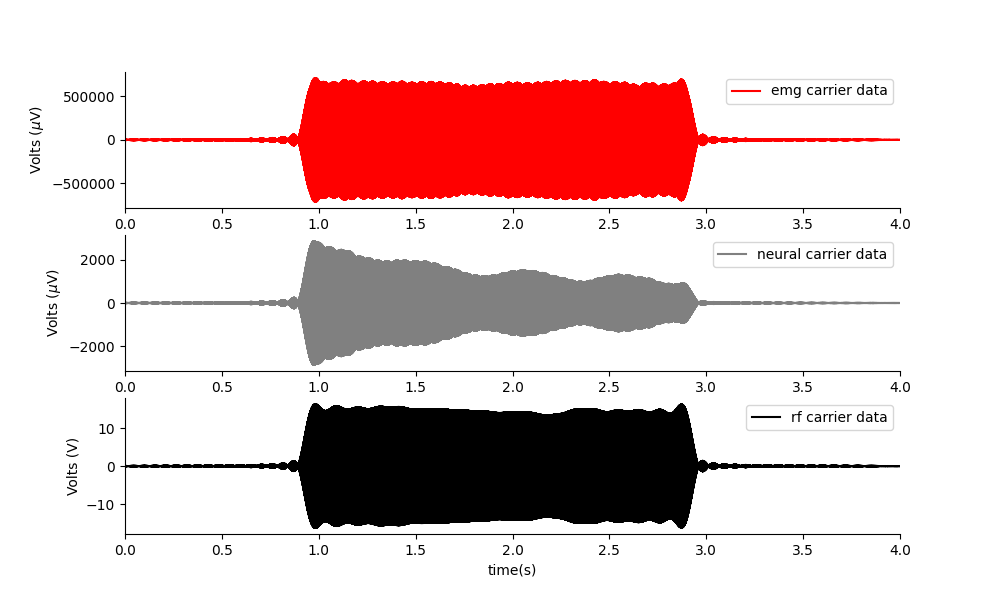 emg carrier data
Volts (μV)
500000
0
−500000
0.0 0.5 1.0 1.5 2.0 2.5 3.0 3.5 4.0
neural carrier data
Volts (μV)
2000
0
−2000
0.0 0.5 1.0 1.5 2.0 2.5 3.0 3.5 4.0
rf carrier data
Volts (V)
10
0
−10
0.0 0.5 1.0 1.5 2.0 2.5 3.0 3.5 4.0
time(s)